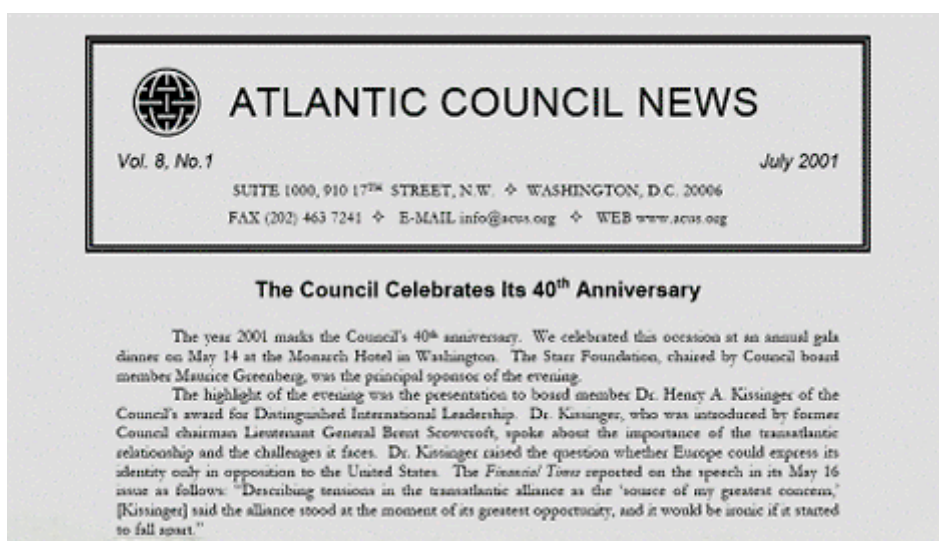 ATLANTIC COUNCIL NEWS
Vol. 8, No.1 July 2001
SUITE 1000, 910 17TH STREET, N.W. ✧ WASHINGTON, D.C. 20006
FAX (202) 463 7241 ✧ E-MAIL info@acus.org ✧ WEB www.acus.org
The Council Celebrates Its 40th Anniversary
The year 2001 marks the Council's 40th anniversary. We celebrated this occasion at an annual gala
dinner on May 14 at the Monarch Hotel in Washington. The Starr Foundation, chaired by Council board
member Maurice Greenberg, was the principal sponsor of the evening.
The highlight of the evening was the presentation to board member Dr. Henry A. Kissinger of the
Council's award for Distinguished International Leadership. Dr. Kissinger, who was introduced by former
Council chairman Lieutenant General Brent Scowcroft, spoke about the importance of the transatlantic
relationship and the challenges it faces. Dr. Kissinger raised the question whether Europe could express its
identity only in opposition to the United States. The Financial Times reported on the speech in its May 16
issue as follows: "Describing tensions in the transatlantic alliance as the 'source of my greatest concern,'
[Kissinger] said the alliance stood at the moment of its greatest opportunity, and it would be ironic if it started
to fall apart."